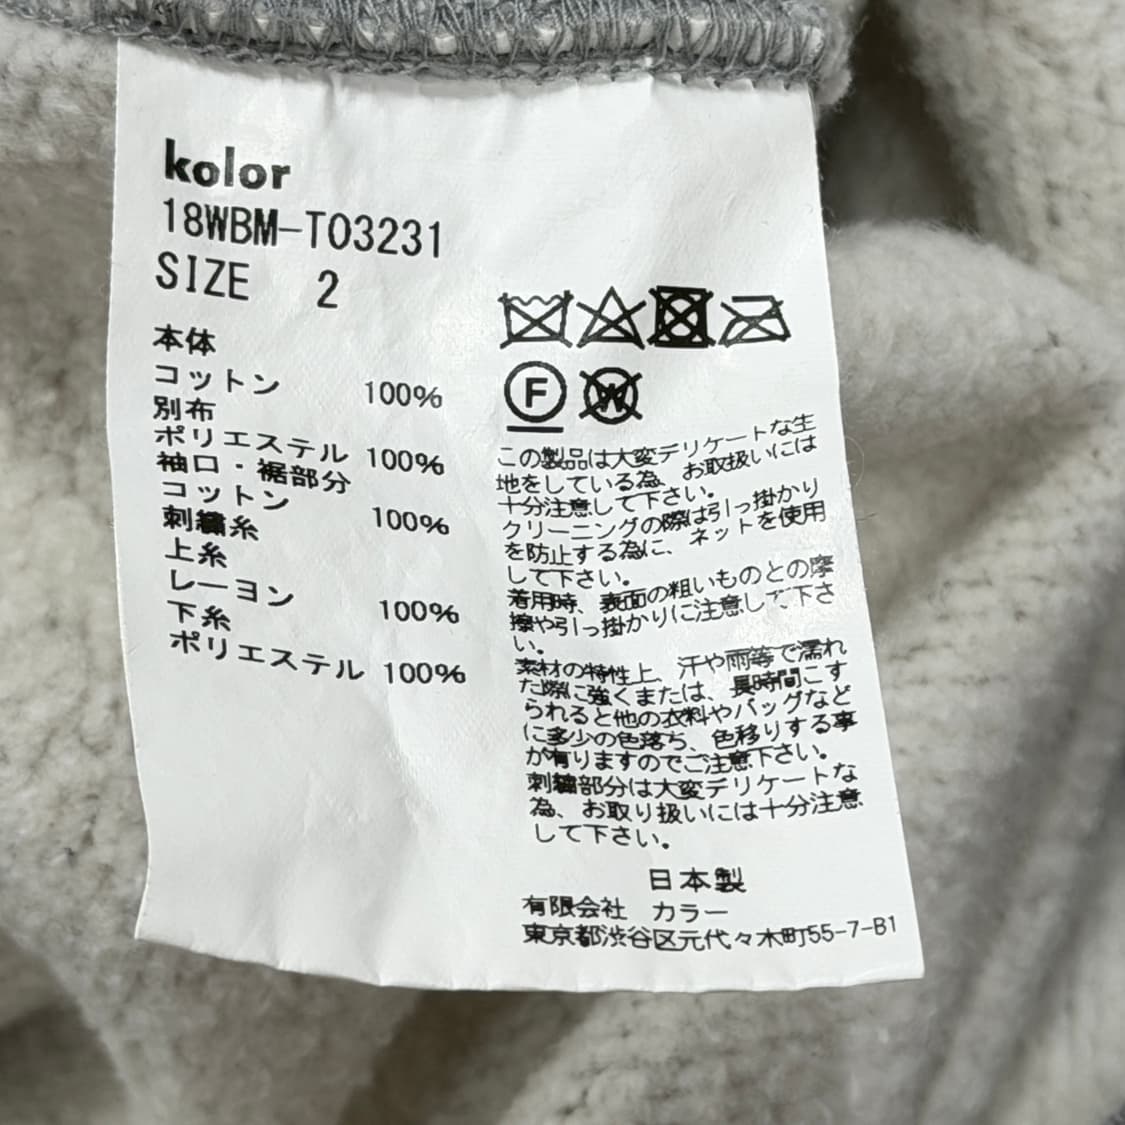 kolor
18WBM-T03231
SIZE 2
本体
コットン 100%
別布
ポリエステル 100%
袖口・裾部分
コットン 100%
刺繍糸
上糸
レーヨン 100%
下糸
ポリエステル 100%
F
W
この製品は大変デリケートな生
地をしている為、お取扱いには
十分注意して下さい。
クリーニングの際は引っ掛かり
を防止する為に、ネットを使用
して下さい。
着用時、表面の粗いものとの摩
擦や引っ掛かりに注意して下さ
い。
素材の特性上、汗や雨等で濡れ
た際に強くまたは、長時間こす
られると他の衣料やバッグなど
に多少の色落ち、色移りする事
が有りますのでご注意下さい。
刺繍部分は大変デリケートな
為、お取り扱いには十分注意
して下さい。
日本製
有限会社 カラー
東京都渋谷区元代々木町55-7-B1